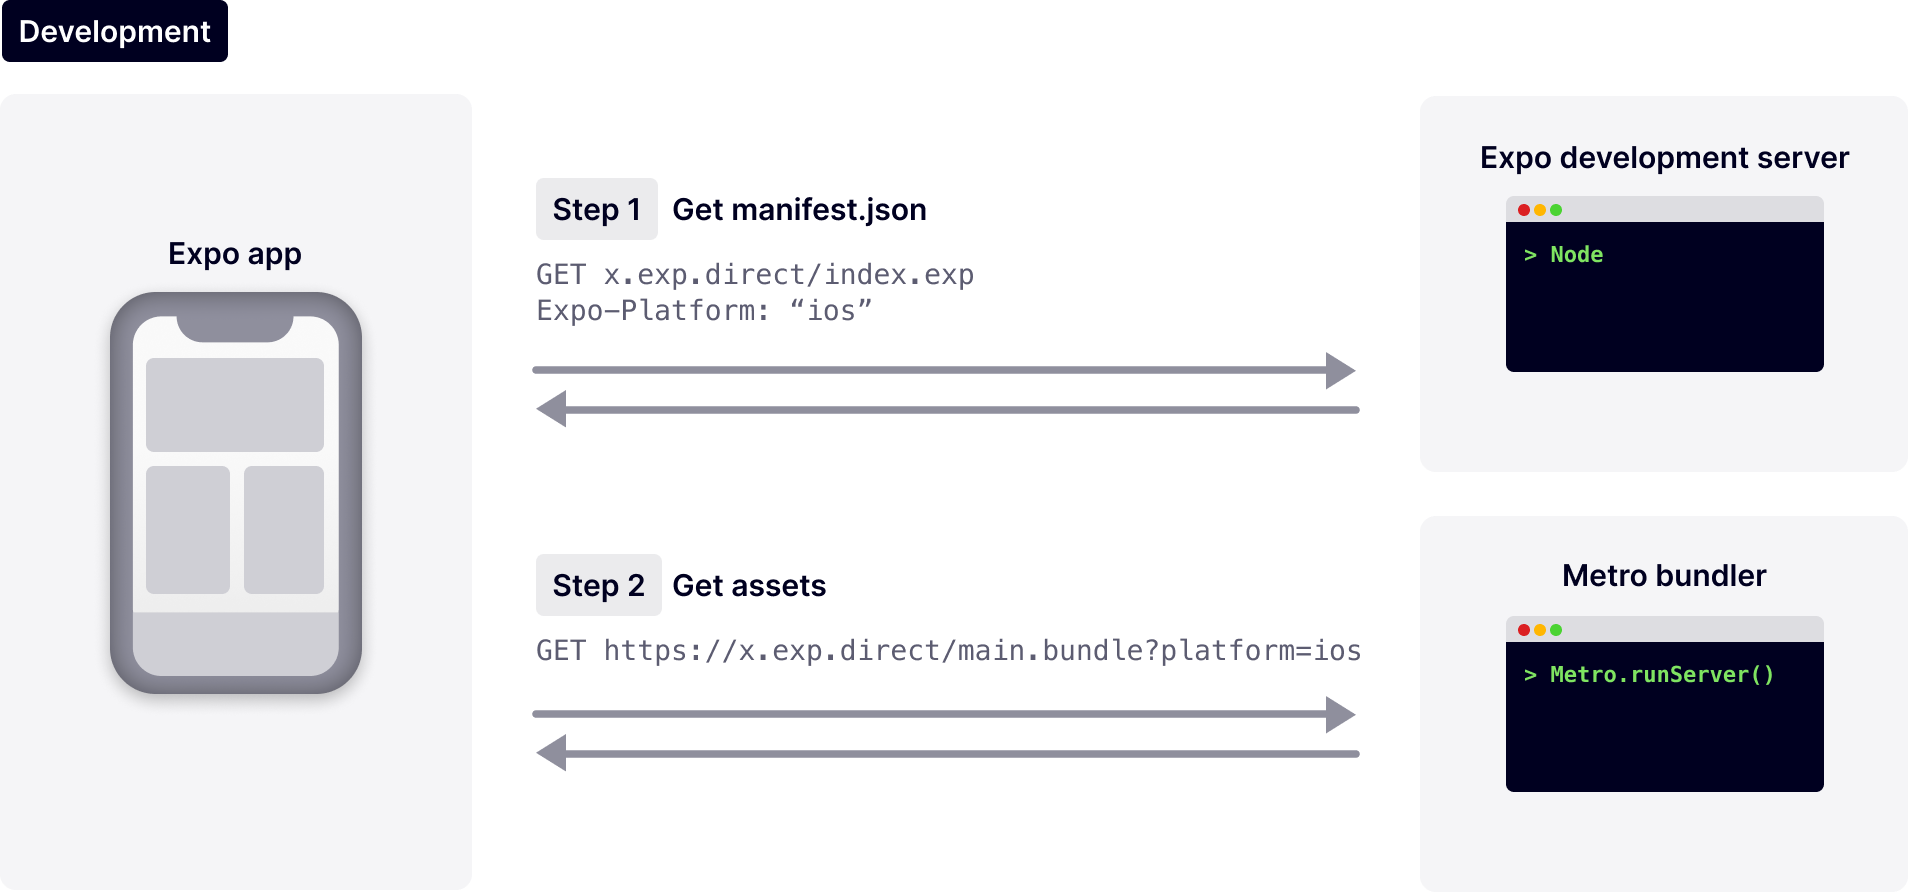 Development
Expo app
Step 1 Get manifest.json
GET x.exp.direct/index.exp
Expo-Platform: “ios”
Step 2 Get assets
GET https://x.exp.direct/main.bundle?platform=ios
Expo development server
> Node
Metro bundler
> Metro.runServer()